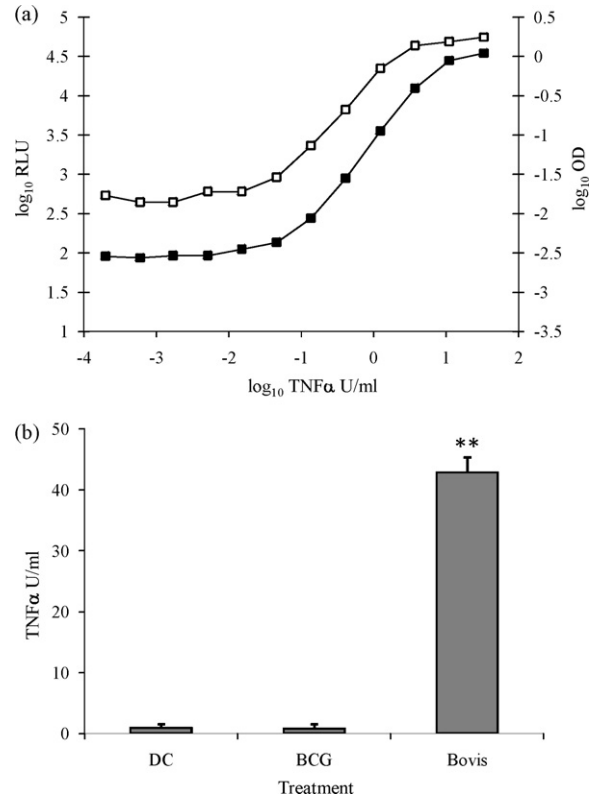 (a)
5
4.5
4
3.5
3
2.5
2
1.5
1
log10 RLU
0.5
0
-0.5
-1
-1.5
-2
-2.5
-3
-3.5
log10 OD
-4 -3 -2 -1 0 1 2
log10 TNFα U/ml
(b)
50
40
30
20
10
0
TNFα U/ml
**
DC BCG Bovis
Treatment